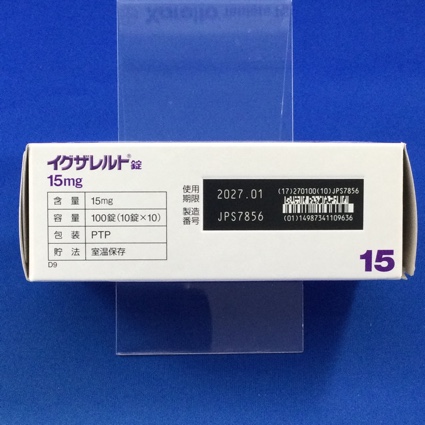 Xarelto
イグザレルト®錠
15mg
含 量 15mg
容 量 100錠(10錠×10)
包 装 PTP
貯 法 室温保存
D9
使用期限 2027.01
製造番号 JPS7856
(17)270100(10)JPS7856
(01)14987341109636
15